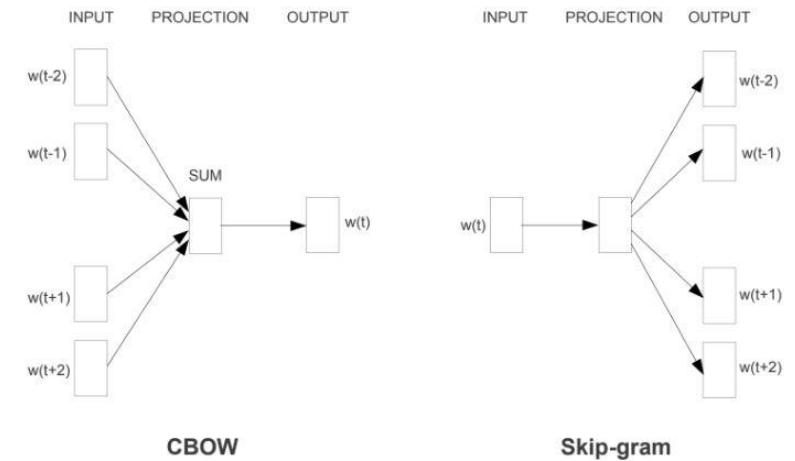 INPUT PROJECTION OUTPUT
w(t-2)
w(t-1)
SUM
w(t)
w(t+1)
w(t+2)
CBOW
INPUT PROJECTION OUTPUT
w(t-2)
w(t-1)
w(t)
w(t+1)
w(t+2)
Skip-gram